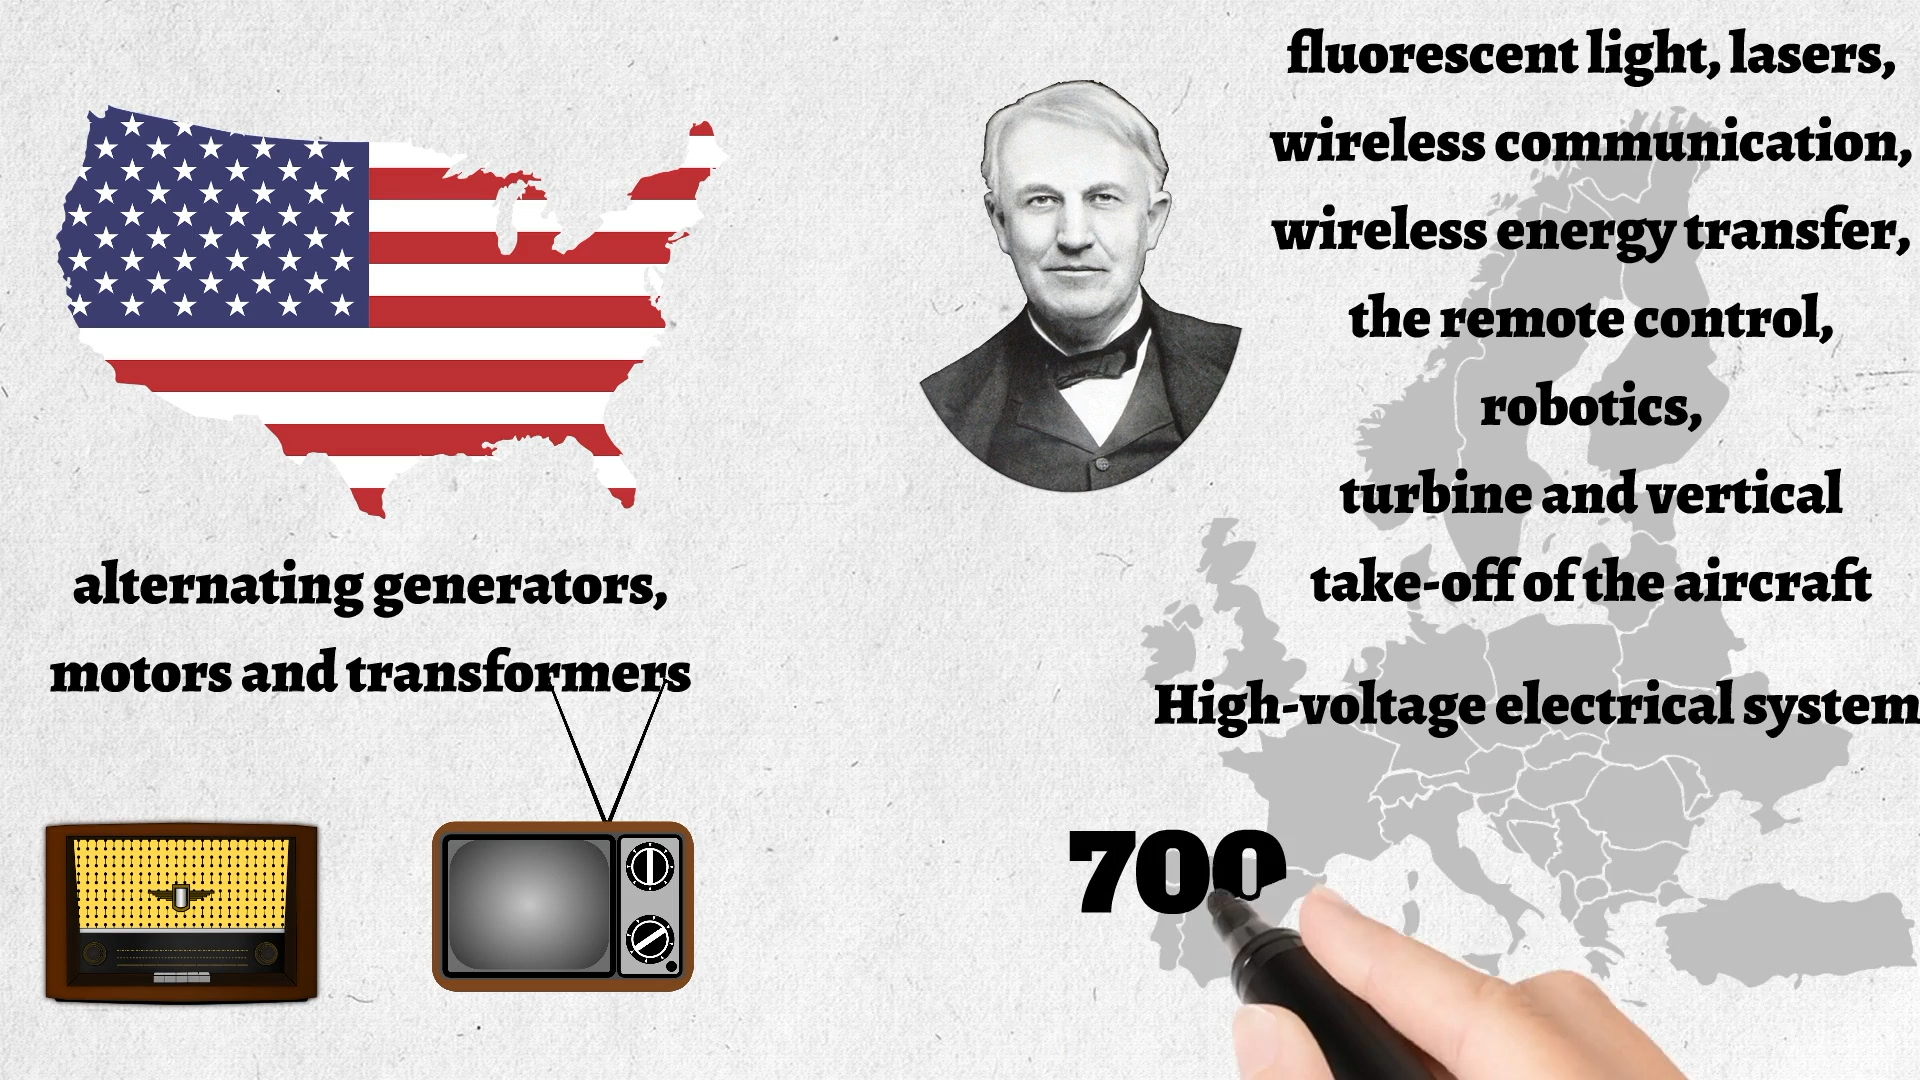 fluorescent light, lasers,
wireless communication,
wireless energy transfer,
the remote control,
robotics,
turbine and vertical
take-off of the aircraft
alternating generators,
motors and transformers
High-voltage electrical system
700